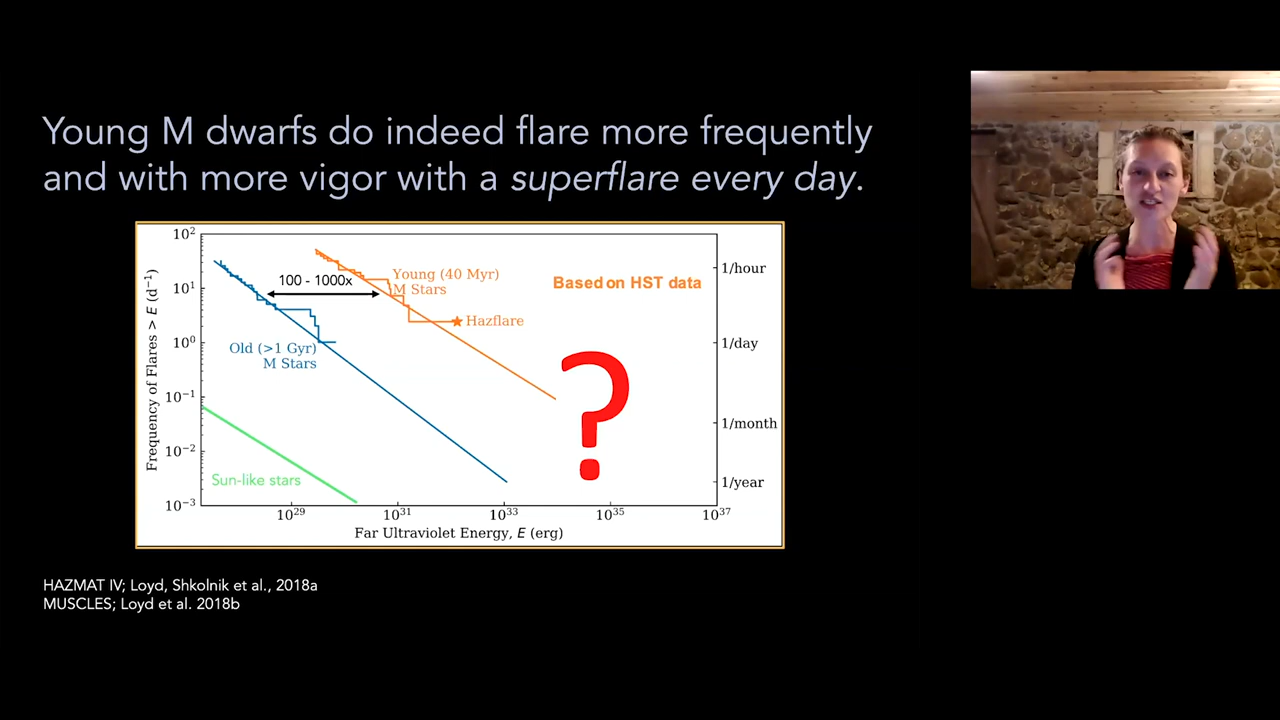 Young M dwarfs do indeed flare more frequently
and with more vigor with a superflare every day.
10²
10¹
10⁰
10⁻¹
10⁻²
10⁻³
Frequency of Flares > E (d⁻¹)
100 - 1000x
Young (40 Myr)
M Stars
Based on HST data
Hazflare
Old (>1 Gyr)
M Stars
?
Sun-like stars
1/hour
1/day
1/month
1/year
10²⁹
10³¹
10³³
10³⁵
10³⁷
Far Ultraviolet Energy, E (erg)
HAZMAT IV; Loyd, Shkolnik et al., 2018a
MUSCLES; Loyd et al. 2018b